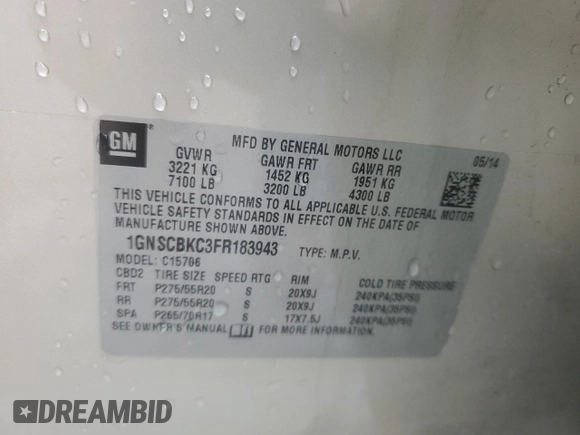 GM
MFD BY GENERAL MOTORS LLC
05/14
GVWR GAWR FRT GAWR RR
3221 KG 1452 KG 1951 KG
7100 LB 3200 LB 4300 LB
THIS VEHICLE CONFORMS TO ALL APPLICABLE U.S. FEDERAL MOTOR
VEHICLE SAFETY STANDARDS IN EFFECT ON THE DATE OF
MANUFACTURE SHOWN ABOVE.
1GNSCBKC3FR183943 TYPE: M.P.V.
MODEL: C15706
CBD2 TIRE SIZE SPEED RTG RIM COLD TIRE PRESSURE
FRT P275/55R20 S 20X9J 240KPA(35PSI)
RR P275/55R20 S 20X9J 240KPA(35PSI)
SPA P265/70R17 S 17X7.5J 240KPA(35PSI)
SEE OWNER'S MANUAL FOR MORE INFORMATION.
DREAMBID